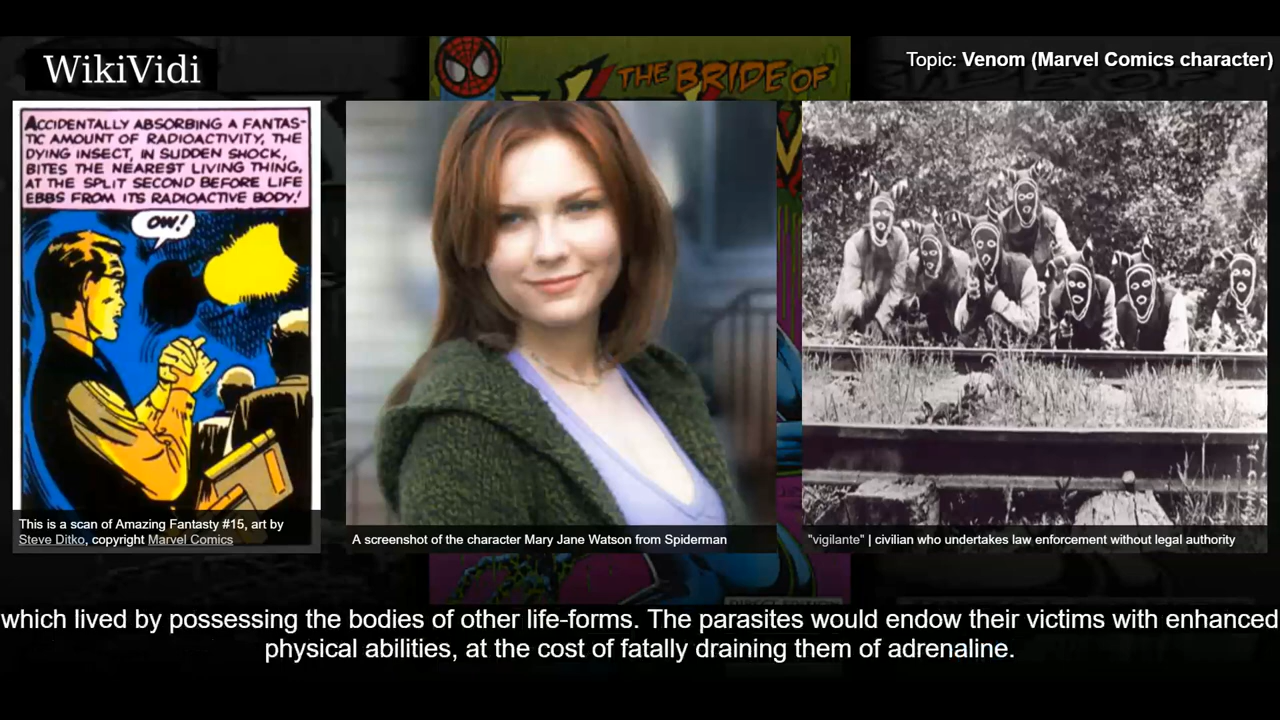 WikiVidi
Topic: Venom (Marvel Comics character)
THE BRIDE OF
ACCIDENTALLY ABSORBING A FANTAS-
TIC AMOUNT OF RADIOACTIVITY, THE
DYING INSECT, IN SUDDEN SHOCK,
BITES THE NEAREST LIVING THING,
AT THE SPLIT SECOND BEFORE LIFE
EBBS FROM ITS RADIOACTIVE BODY!
OW!
This is a scan of Amazing Fantasty #15, art by
Steve Ditko, copyright Marvel Comics
A screenshot of the character Mary Jane Watson from Spiderman
"vigilante" | civilian who undertakes law enforcement without legal authority
which lived by possessing the bodies of other life-forms. The parasites would endow their victims with enhanced
physical abilities, at the cost of fatally draining them of adrenaline.